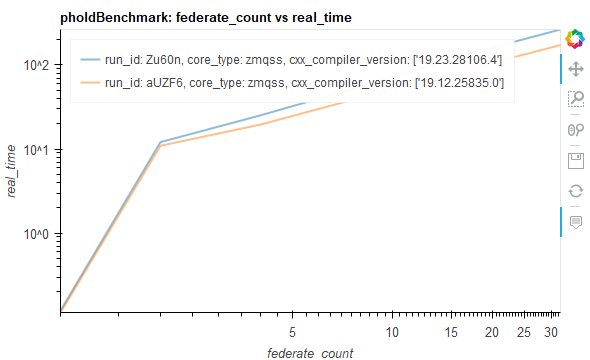 pholdBenchmark: federate_count vs real_time
run_id: Zu60n, core_type: zmqss, cxx_compiler_version: ['19.23.28106.4']
run_id: aUZF6, core_type: zmqss, cxx_compiler_version: ['19.12.25835.0']
10^2
10^1
10^0
real_time
5
10
15
20
25
30
federate_count